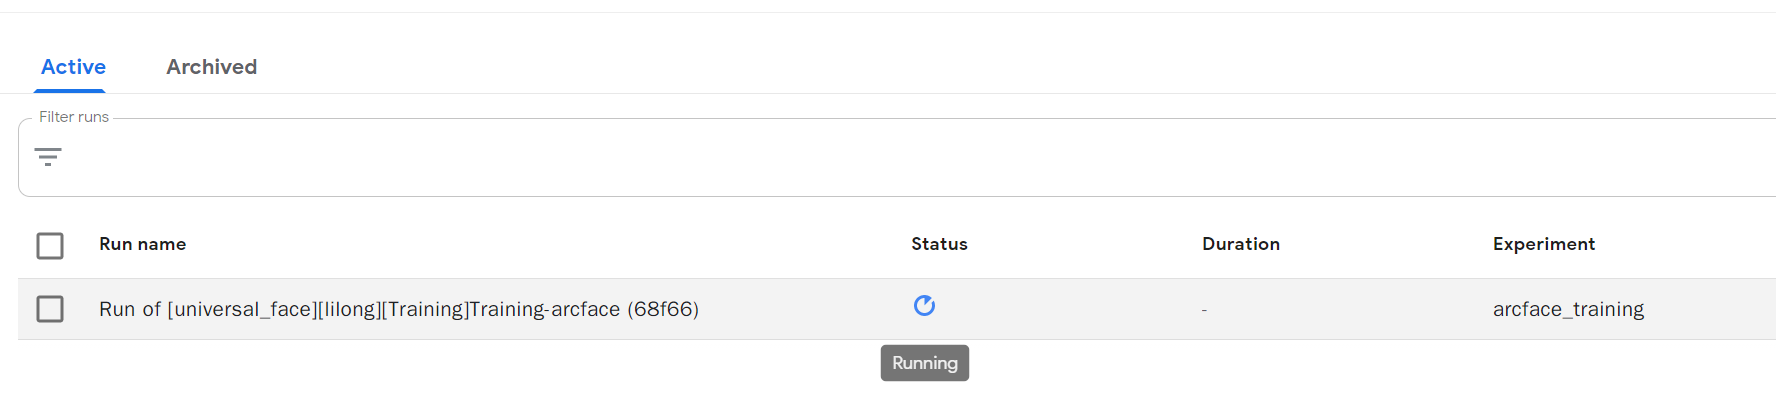 Active Archived
Filter runs
Run name Status Duration Experiment
Run of [universal_face][lilong][Training]Training-arcface (68f66) - arcface_training
Running